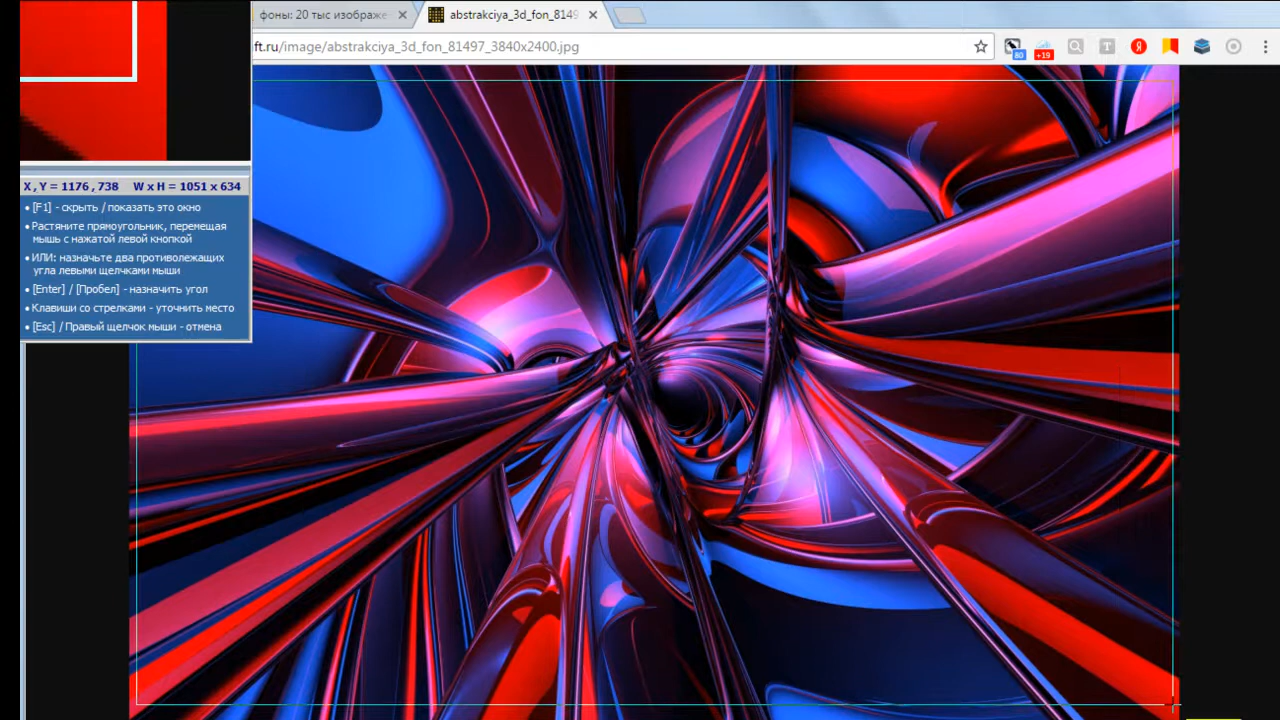 фоны: 20 тыс изображе
abstrakciya_3d_fon_8149
ft.ru/image/abstrakciya_3d_fon_81497_3840x2400.jpg
80
+19
T
Я
X , Y = 1176 , 738 W x H = 1051 x 634
• [F1] - скрыть / показать это окно
• Растяните прямоугольник, перемещая
мышь с нажатой левой кнопкой
• ИЛИ: назначьте два противолежащих
угла левыми щелчками мыши
• [Enter] / [Пробел] - назначить угол
• Клавиши со стрелками - уточнить место
• [Esc] / Правый щелчок мыши - отмена